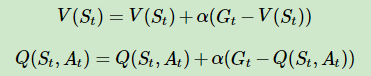 V(S_t) = V(S_t) + α(G_t − V(S_t))
Q(S_t, A_t) = Q(S_t, A_t) + α(G_t − Q(S_t, A_t))